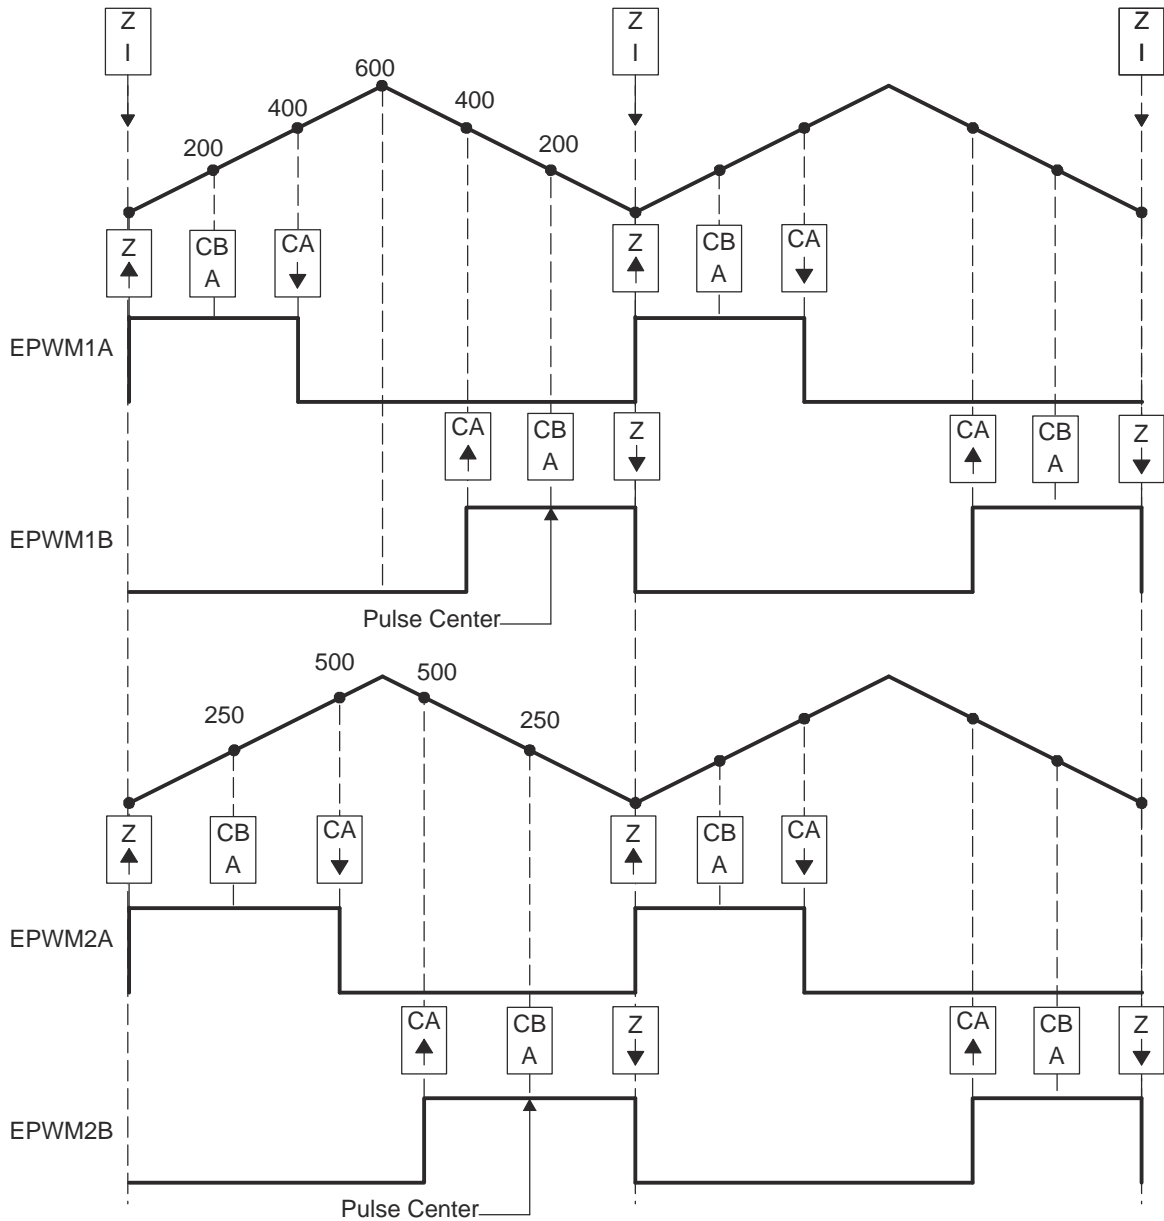 Z Z Z
I I I
600
400 400
200 200
Z CB CA Z CB CA
A A
EPWM1A
CA CB Z CA CB Z
A A
EPWM1B
Pulse Center
500 500
250 250
Z CB CA Z CB CA
A A
EPWM2A
CA CB Z CA CB Z
A A
EPWM2B
Pulse Center